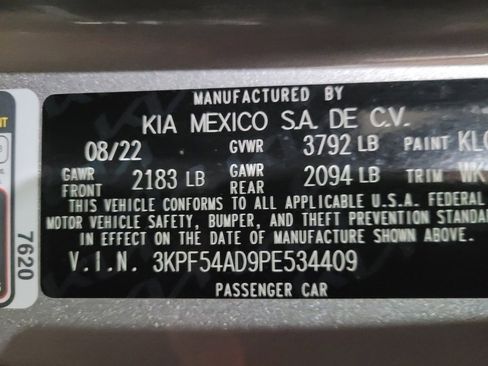 MANUFACTURED BY
KIA MEXICO S.A. DE C.V.
08/22 GVWR 3792 LB PAINT
GAWR FRONT 2183 LB GAWR REAR 2094 LB TRIM
THIS VEHICLE CONFORMS TO ALL APPLICABLE U.S.A. FEDERAL
MOTOR VEHICLE SAFETY, BUMPER, AND THEFT PREVENTION
IN EFFECT ON THE DATE OF MANUFACTURE SHOWN ABOVE.
V.I.N. 3KPF54AD9PE534409
PASSENGER CAR
7620